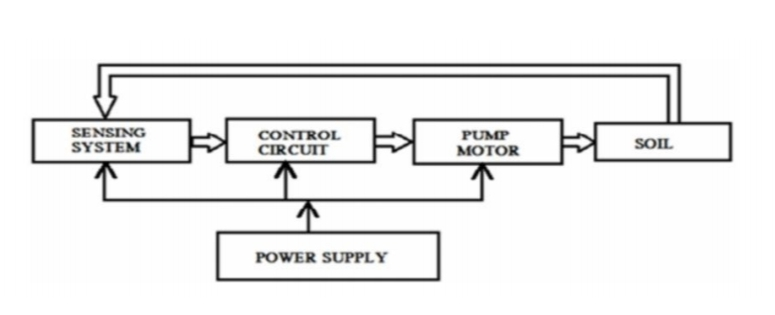 SENSING
SYSTEM
CONTROL
CIRCUIT
PUMP
MOTOR
SOIL
POWER SUPPLY